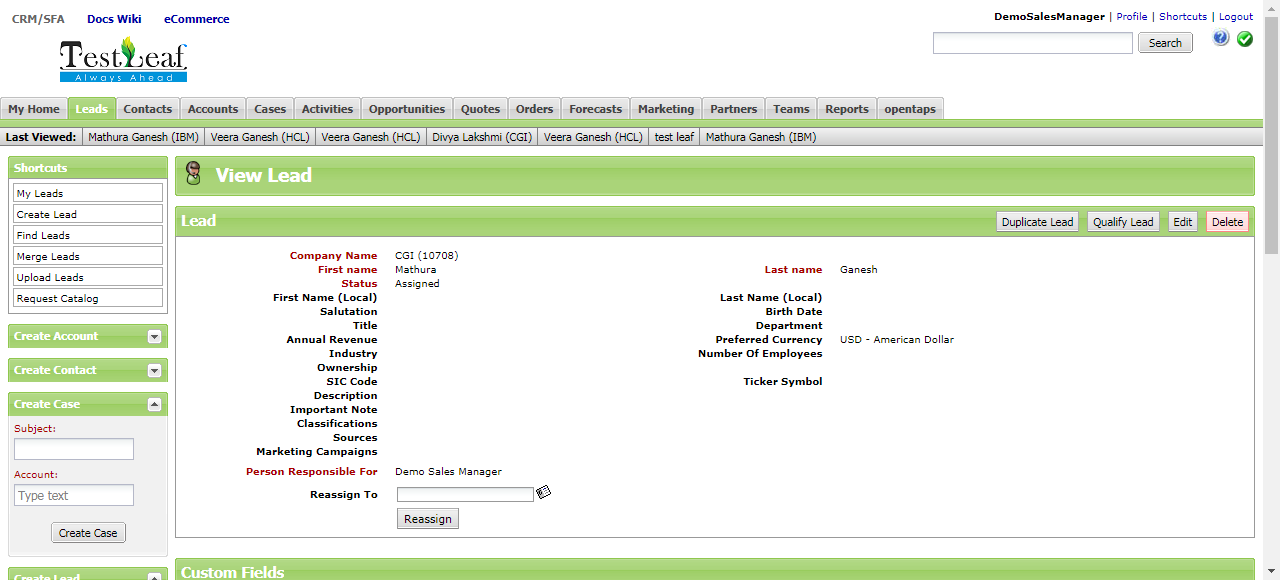 CRM/SFA Docs Wiki eCommerce
DemoSalesManager | Profile | Shortcuts | Logout
TestLeaf
Always Ahead
Search
My Home Leads Contacts Accounts Cases Activities Opportunities Quotes Orders Forecasts Marketing Partners Teams Reports opentaps
Last Viewed: Mathura Ganesh (IBM) Veera Ganesh (HCL) Veera Ganesh (HCL) Divya Lakshmi (CGI) Veera Ganesh (HCL) test leaf Mathura Ganesh (IBM)
Shortcuts
My Leads
Create Lead
Find Leads
Merge Leads
Upload Leads
Request Catalog
Create Account
Create Contact
Create Case
Subject:
Account:
Type text
Create Case
Create Lead
View Lead
Lead
Duplicate Lead Qualify Lead Edit Delete
Company Name CGI (10708)
First name Mathura Last name Ganesh
Status Assigned
First Name (Local) Last Name (Local)
Salutation Birth Date
Title Department
Annual Revenue Preferred Currency USD - American Dollar
Industry Number Of Employees
Ownership
SIC Code Ticker Symbol
Description
Important Note
Classifications
Sources
Marketing Campaigns
Person Responsible For Demo Sales Manager
Reassign To
Reassign
Custom Fields